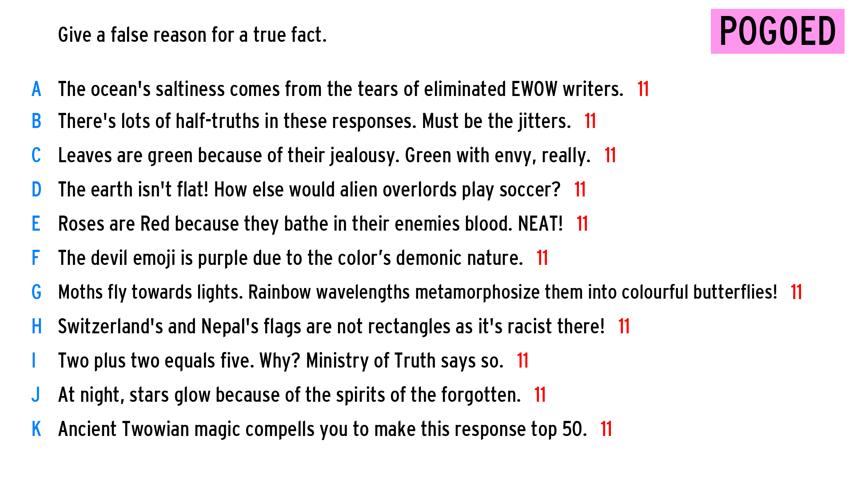 Give a false reason for a true fact.
POGOED
A The ocean's saltiness comes from the tears of eliminated EWOW writers. 11
B There's lots of half-truths in these responses. Must be the jitters. 11
C Leaves are green because of their jealousy. Green with envy, really. 11
D The earth isn't flat! How else would alien overlords play soccer? 11
E Roses are Red because they bathe in their enemies blood. NEAT! 11
F The devil emoji is purple due to the color’s demonic nature. 11
G Moths fly towards lights. Rainbow wavelengths metamorphosize them into colourful butterflies! 11
H Switzerland's and Nepal's flags are not rectangles as it's racist there! 11
I Two plus two equals five. Why? Ministry of Truth says so. 11
J At night, stars glow because of the spirits of the forgotten. 11
K Ancient Twowian magic compells you to make this response top 50. 11